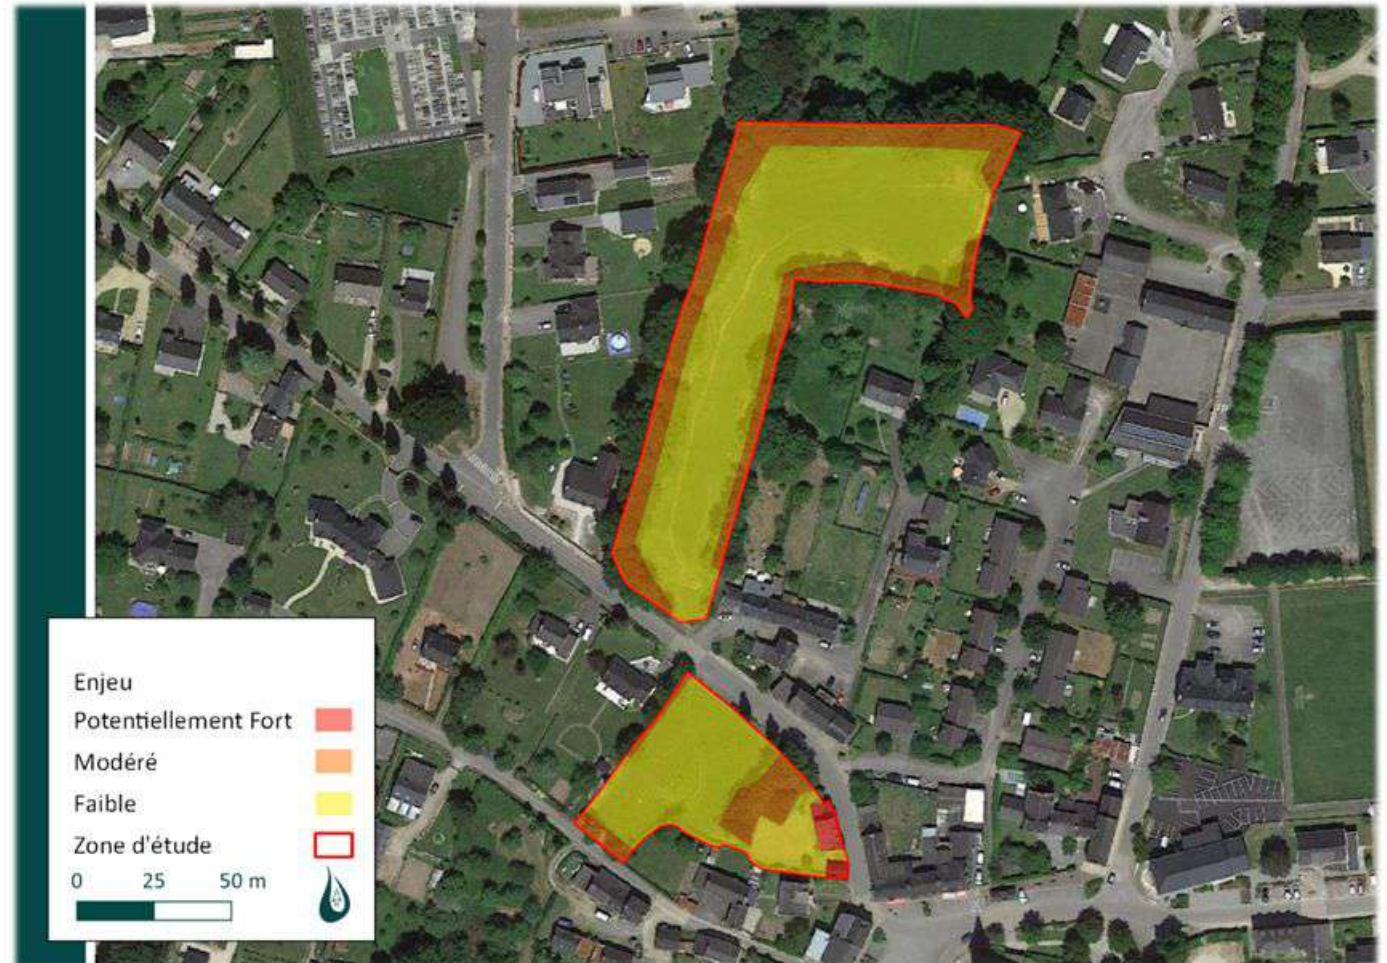 Enjeu
Potentiellement Fort
Modéré
Faible
Zone d'étude
0 25 50 m